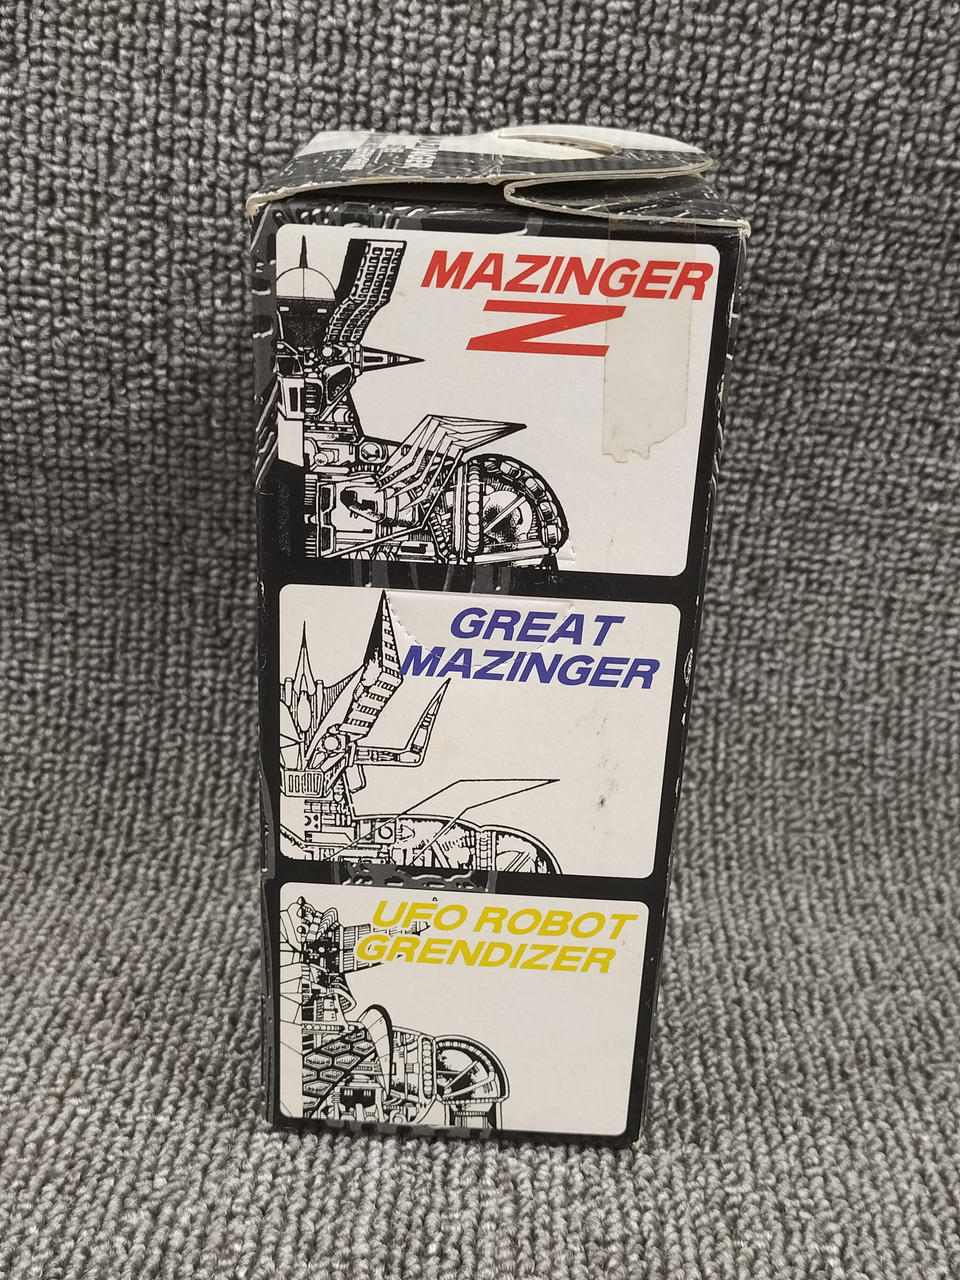 MAZINGER
Z
GREAT
MAZINGER
UFO ROBOT
GRENDIZER